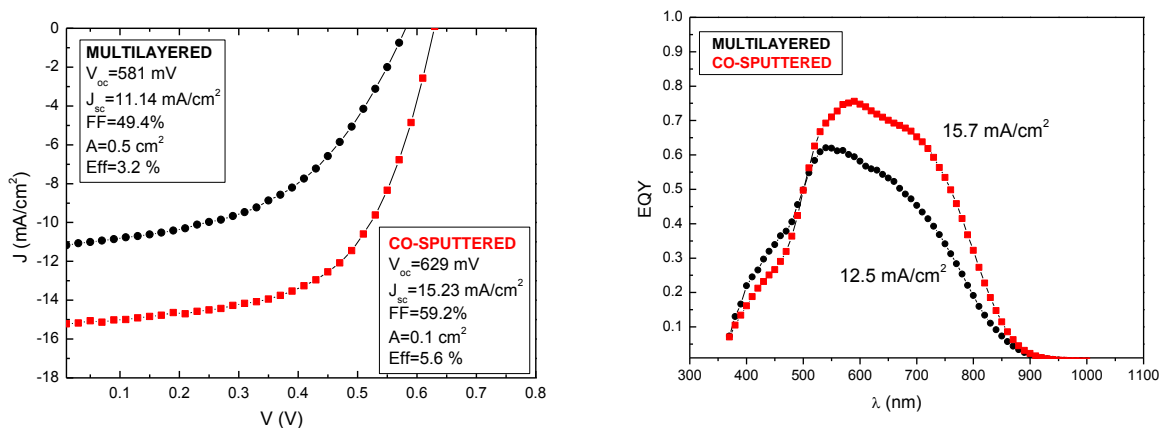 0
-2
-4
-6
-8
-10
-12
-14
-16
-18
J (mA/cm²)
MULTILAYERED
V_oc=581 mV
J_sc=11.14 mA/cm²
FF=49.4%
A=0.5 cm²
Eff=3.2 %
CO-SPUTTERED
V_oc=629 mV
J_sc=15.23 mA/cm²
FF=59.2%
A=0.1 cm²
Eff=5.6 %
0.1 0.2 0.3 0.4 0.5 0.6 0.7 0.8
V (V)
1.0
0.9
0.8
0.7
0.6
0.5
0.4
0.3
0.2
0.1
EQY
MULTILAYERED
CO-SPUTTERED
15.7 mA/cm²
12.5 mA/cm²
300 400 500 600 700 800 900 1000 1100
λ (nm)